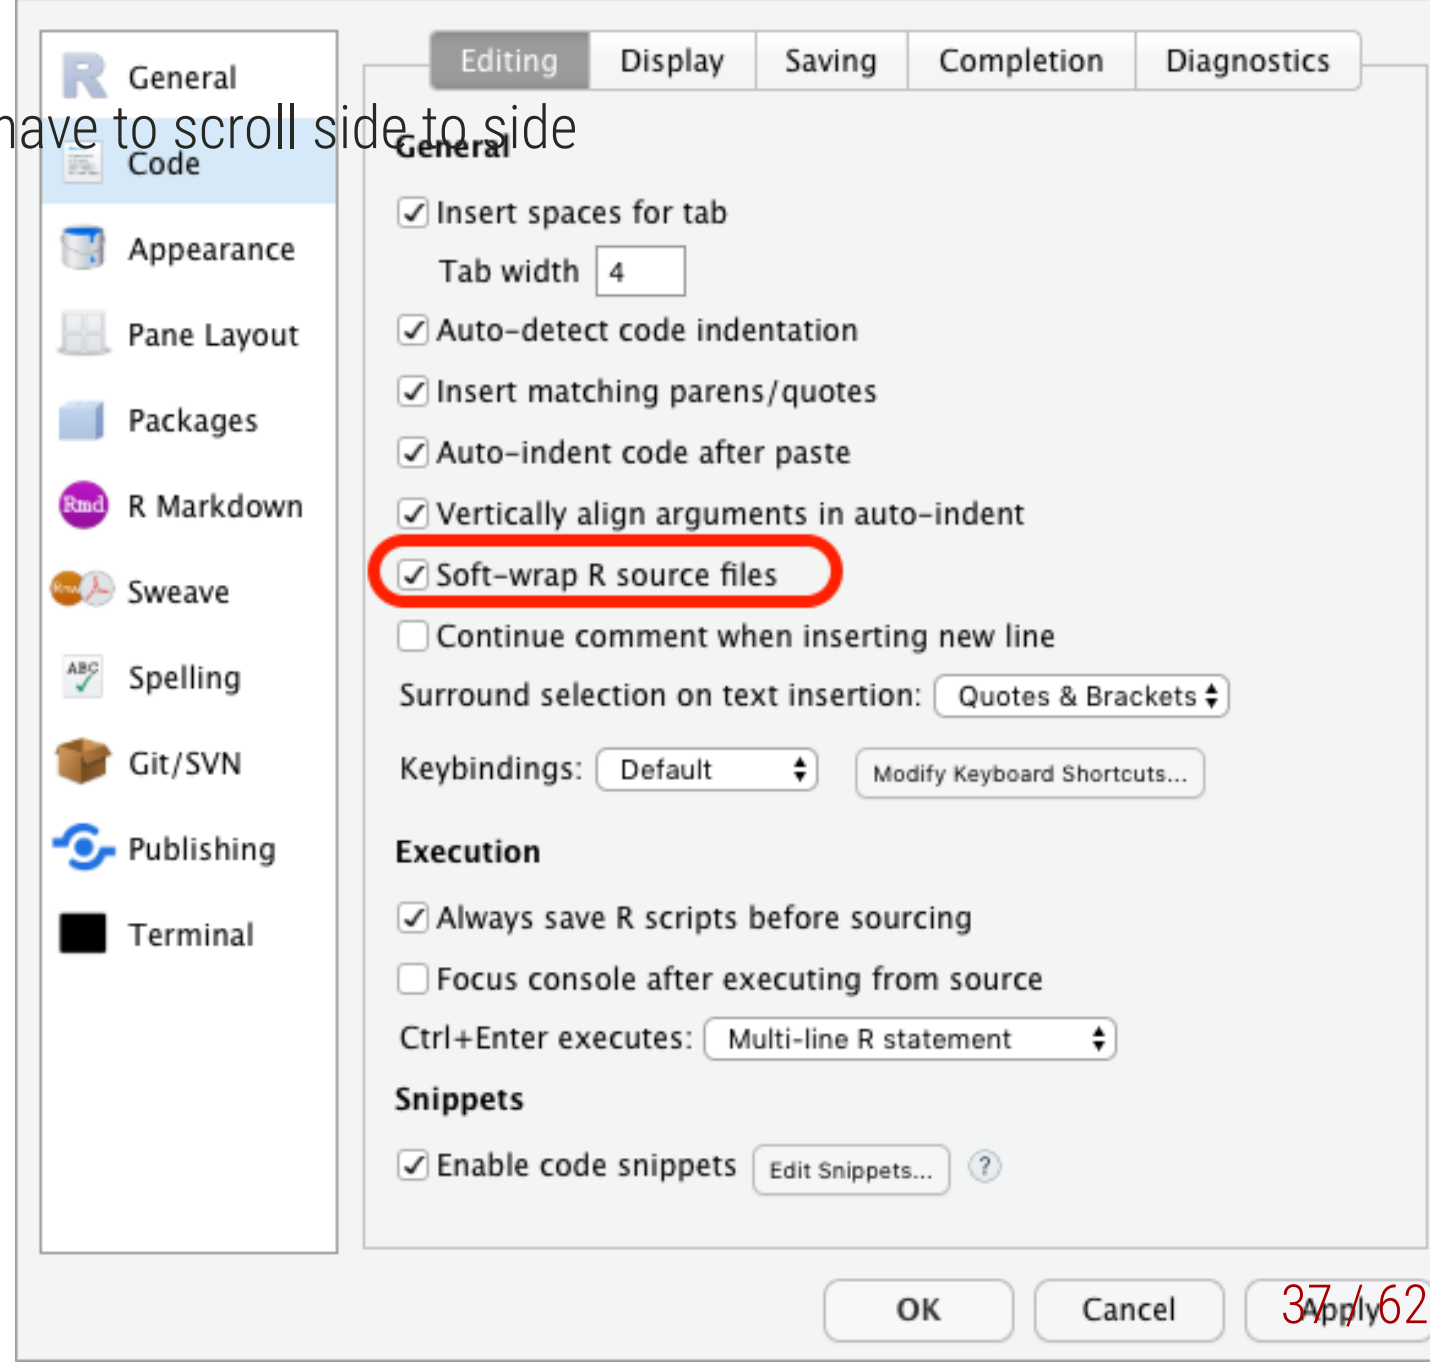 Editing Display Saving Completion Diagnostics
General
have to scroll side to side
General
Code
Insert spaces for tab
Appearance
Tab width 4
Pane Layout
Auto-detect code indentation
Insert matching parens/quotes
Packages
Auto-indent code after paste
Rmd R Markdown
Vertically align arguments in auto-indent
Rnw Sweave
Soft-wrap R source files
Continue comment when inserting new line
ABC Spelling
Surround selection on text insertion: Quotes & Brackets
Git/SVN
Keybindings: Default Modify Keyboard Shortcuts...
Publishing
Execution
Terminal
Always save R scripts before sourcing
Focus console after executing from source
Ctrl+Enter executes: Multi-line R statement
Snippets
Enable code snippets Edit Snippets... ?
OK Cancel Apply
37 / 62